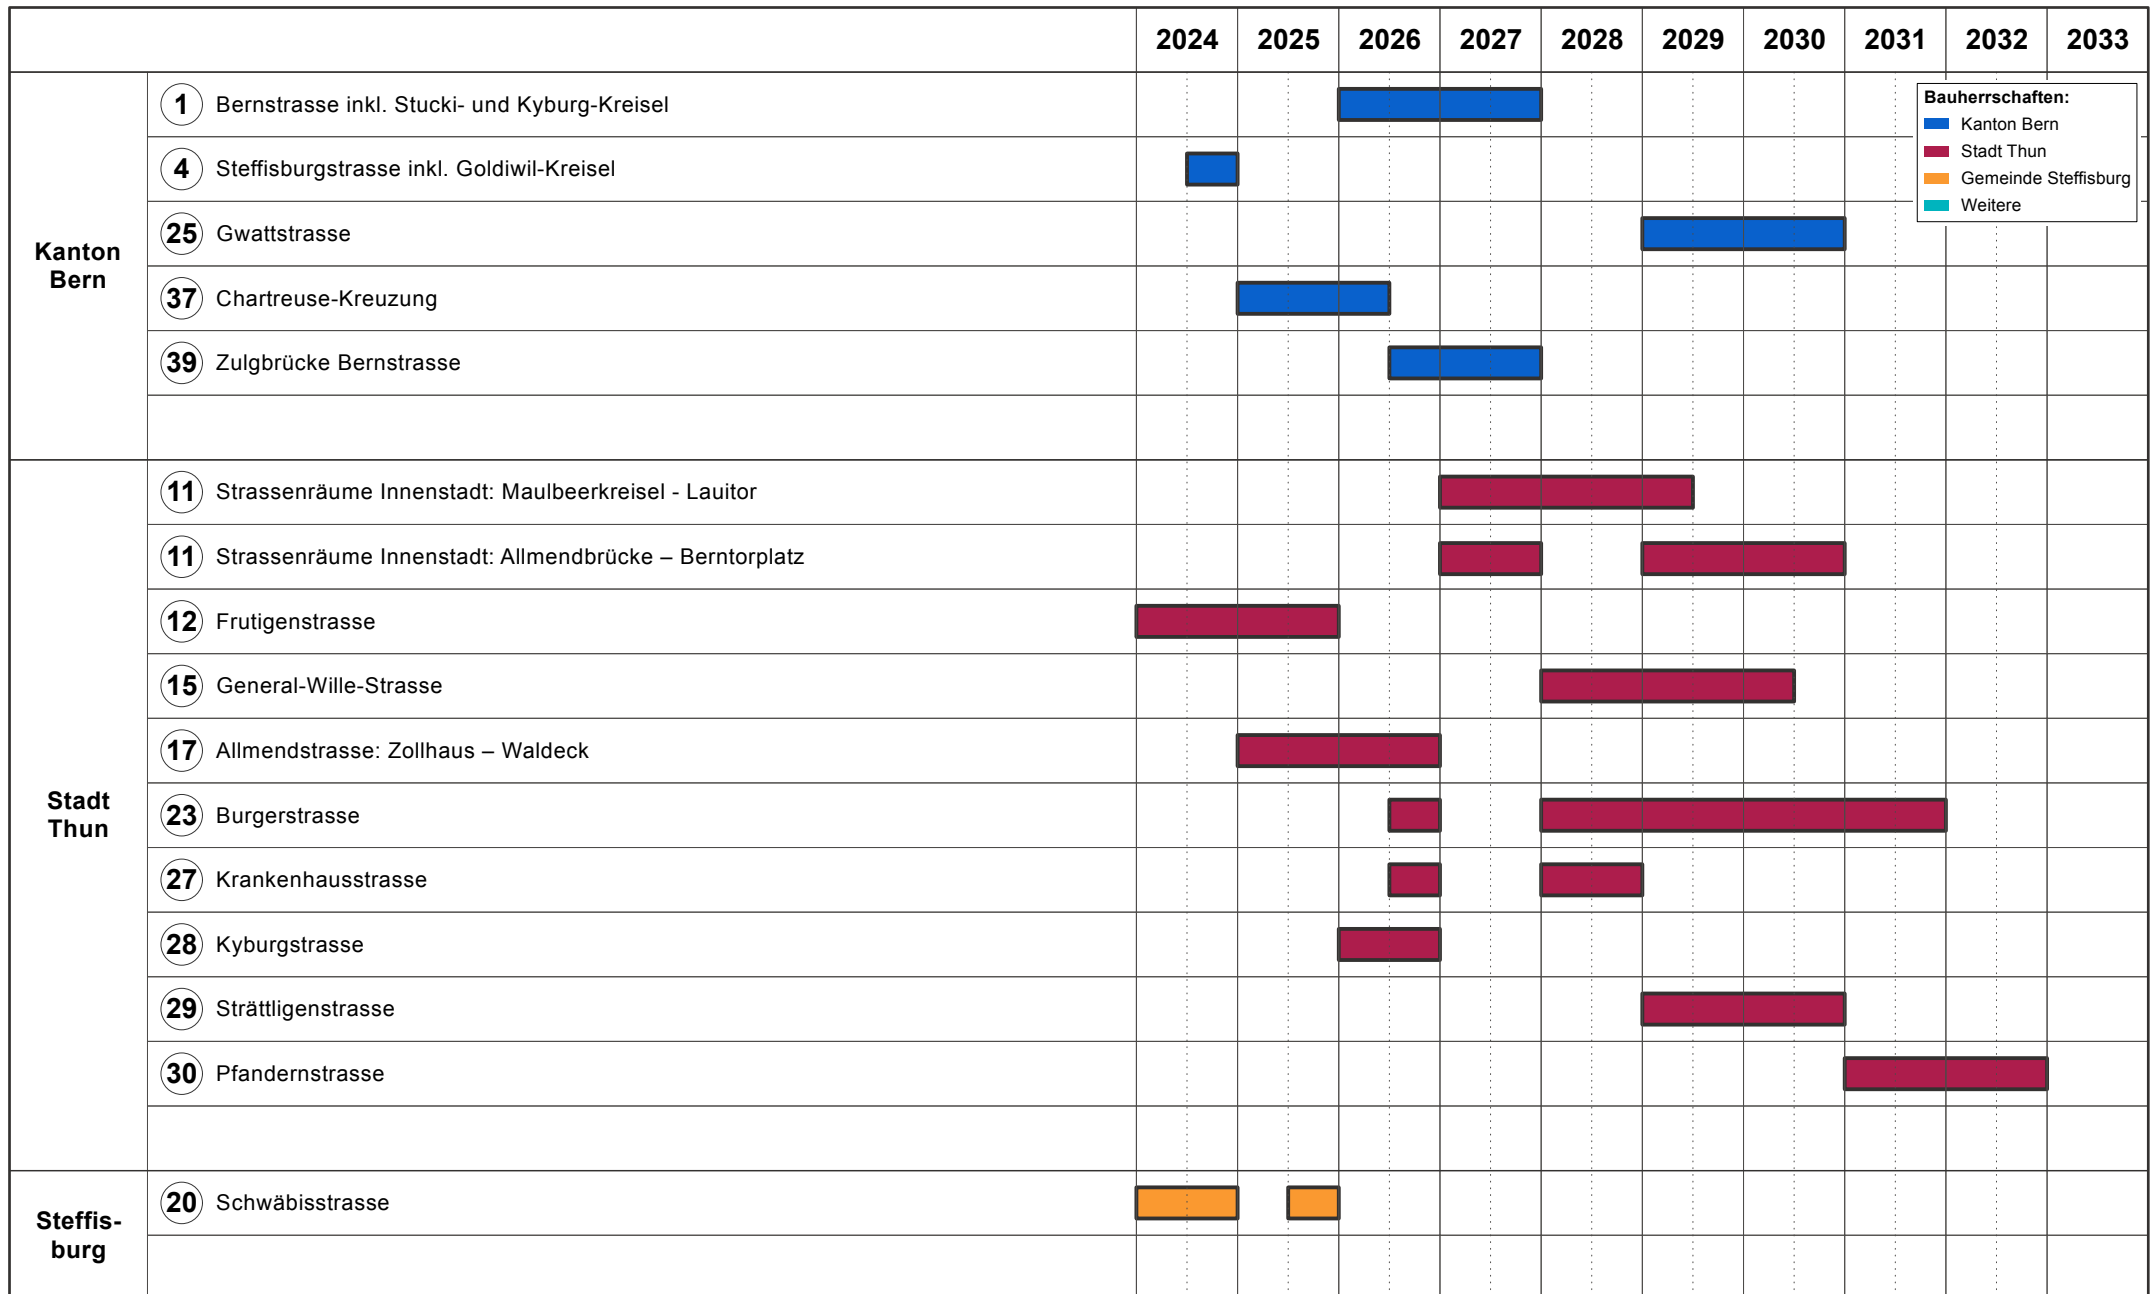 2024 2025 2026 2027 2028 2029 2030 2031 2032 2033
Bauherrschaften:
Kanton Bern
Stadt Thun
Gemeinde Steffisburg
Weitere
Kanton
Bern
1 Bernstrasse inkl. Stucki- und Kyburg-Kreisel
4 Steffisburgstrasse inkl. Goldiwil-Kreisel
25 Gwattstrasse
37 Chartreuse-Kreuzung
39 Zulgbrücke Bernstrasse
Stadt
Thun
11 Strassenräume Innenstadt: Maulbeerkreisel - Lauitor
11 Strassenräume Innenstadt: Allmendbrücke – Berntorplatz
12 Frutigenstrasse
15 General-Wille-Strasse
17 Allmendstrasse: Zollhaus – Waldeck
23 Burgerstrasse
27 Krankenhausstrasse
28 Kyburgstrasse
29 Strättligenstrasse
30 Pfandernstrasse
Steffis-
burg
20 Schwäbisstrasse